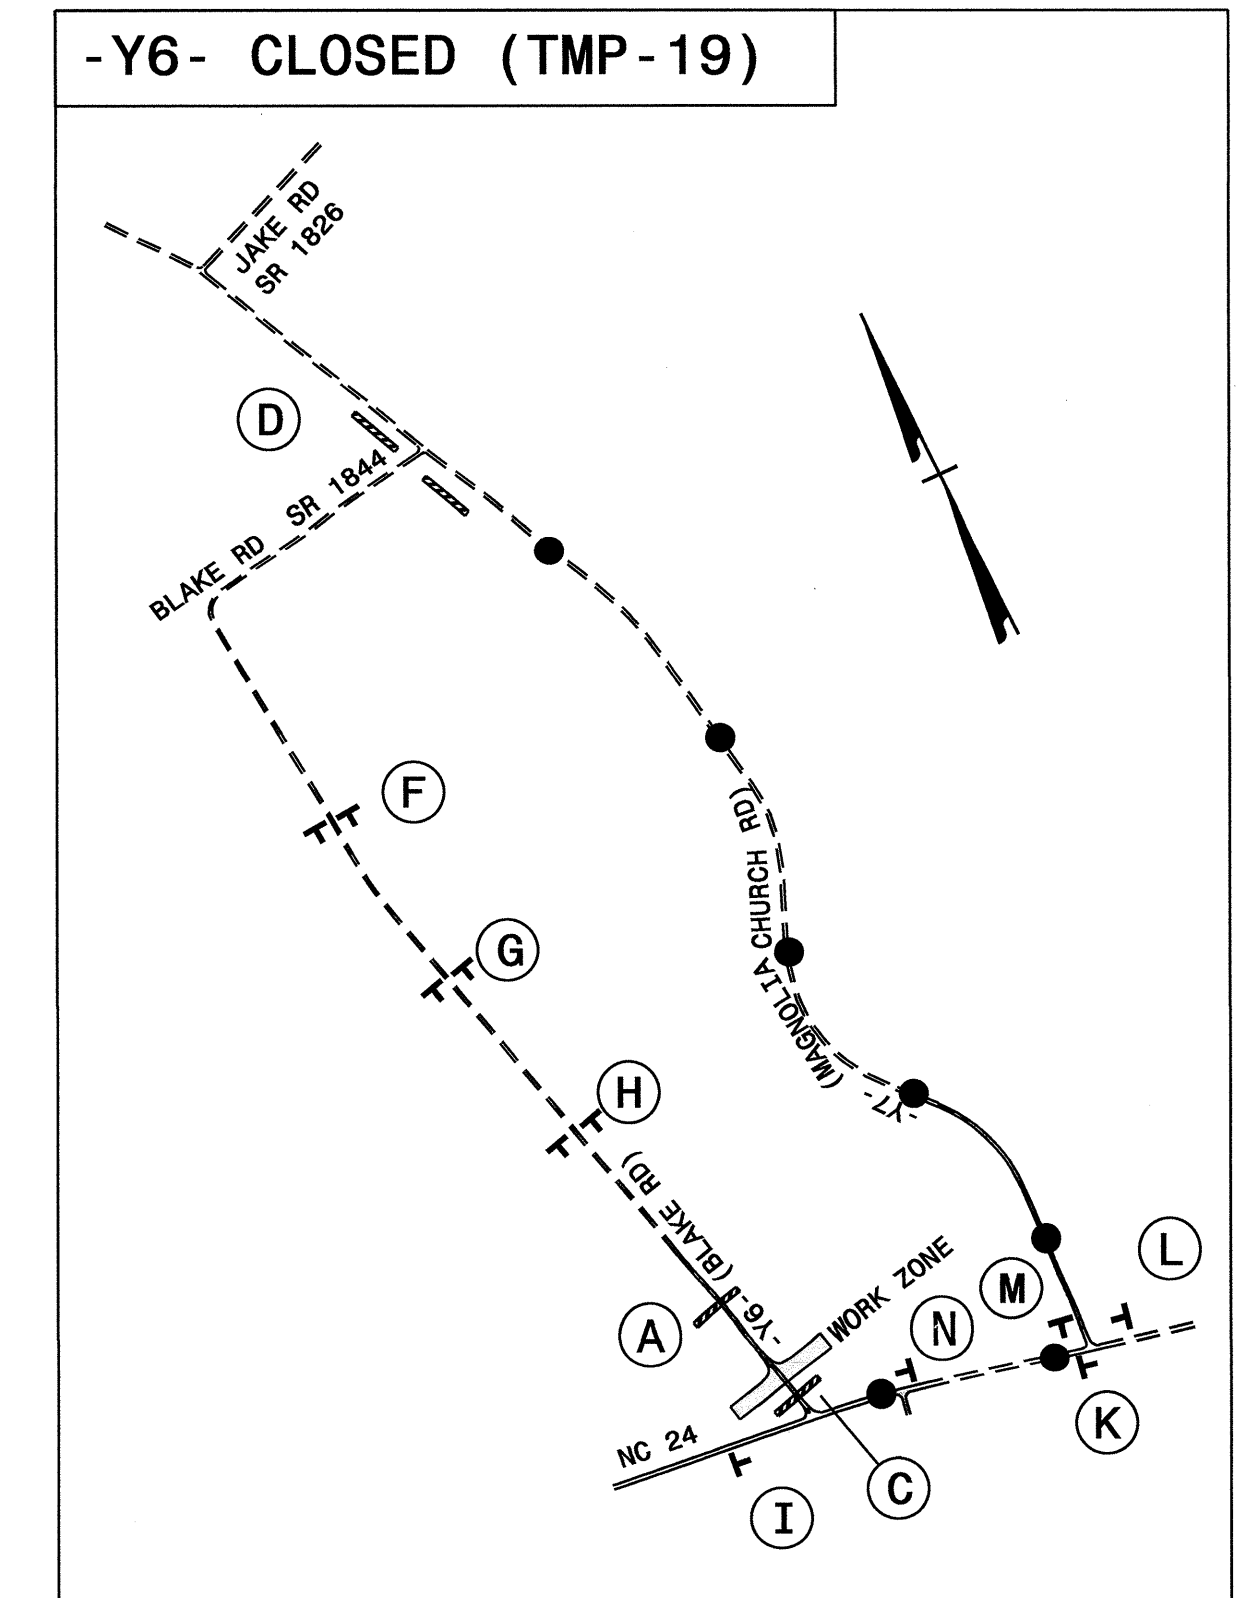 -Y6- CLOSED (TMP-19)
JAKE RD
SR 1826
D
BLAKE RD SR 1844
F
G
H
-Y7- (MAGNOLIA CHURCH RD)
-Y6- (BLAKE RD)
WORK ZONE
A
L
M
N
K
NC 24
C
I